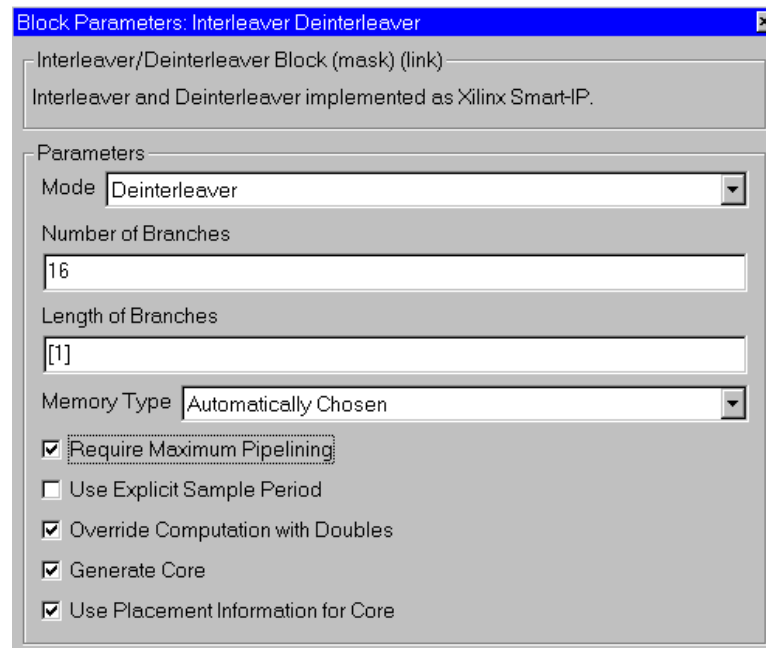 Block Parameters: Interleaver Deinterleaver
Interleaver/Deinterleaver Block (mask) (link)
Interleaver and Deinterleaver implemented as Xilinx Smart-IP.
Parameters
Mode Deinterleaver
Number of Branches
16
Length of Branches
[1]
Memory Type Automatically Chosen
Require Maximum Pipelining
Use Explicit Sample Period
Override Computation with Doubles
Generate Core
Use Placement Information for Core